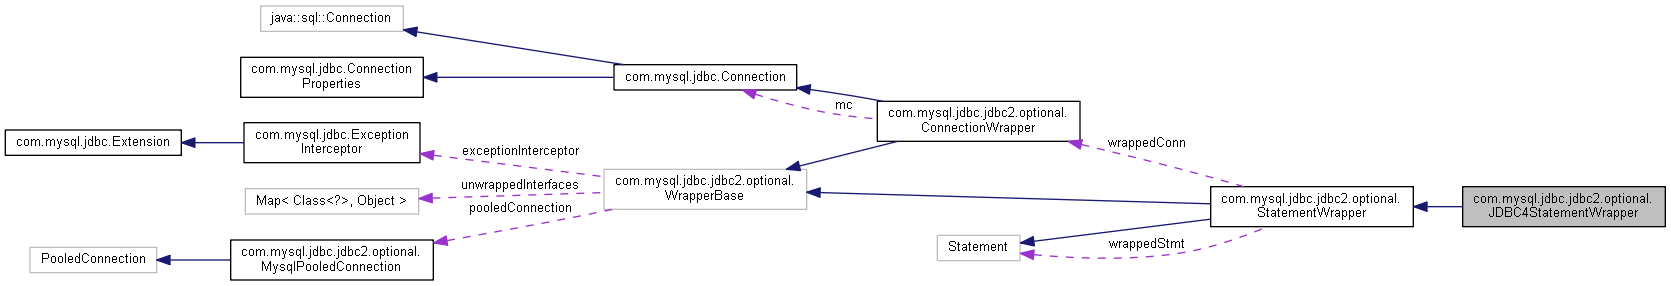 java::sql::Connection
com.mysql.jdbc.Connection
Properties
com.mysql.jdbc.Connection
mc
com.mysql.jdbc.jdbc2.optional.
ConnectionWrapper
com.mysql.jdbc.Extension
com.mysql.jdbc.Exception
Interceptor
exceptionInterceptor
wrappedConn
unwrappedInterfaces
com.mysql.jdbc.jdbc2.optional.
WrapperBase
Map< Class<?>, Object >
pooledConnection
com.mysql.jdbc.jdbc2.optional.
StatementWrapper
com.mysql.jdbc.jdbc2.optional.
JDBC4StatementWrapper
PooledConnection
com.mysql.jdbc.jdbc2.optional.
MysqlPooledConnection
Statement
wrappedStmt